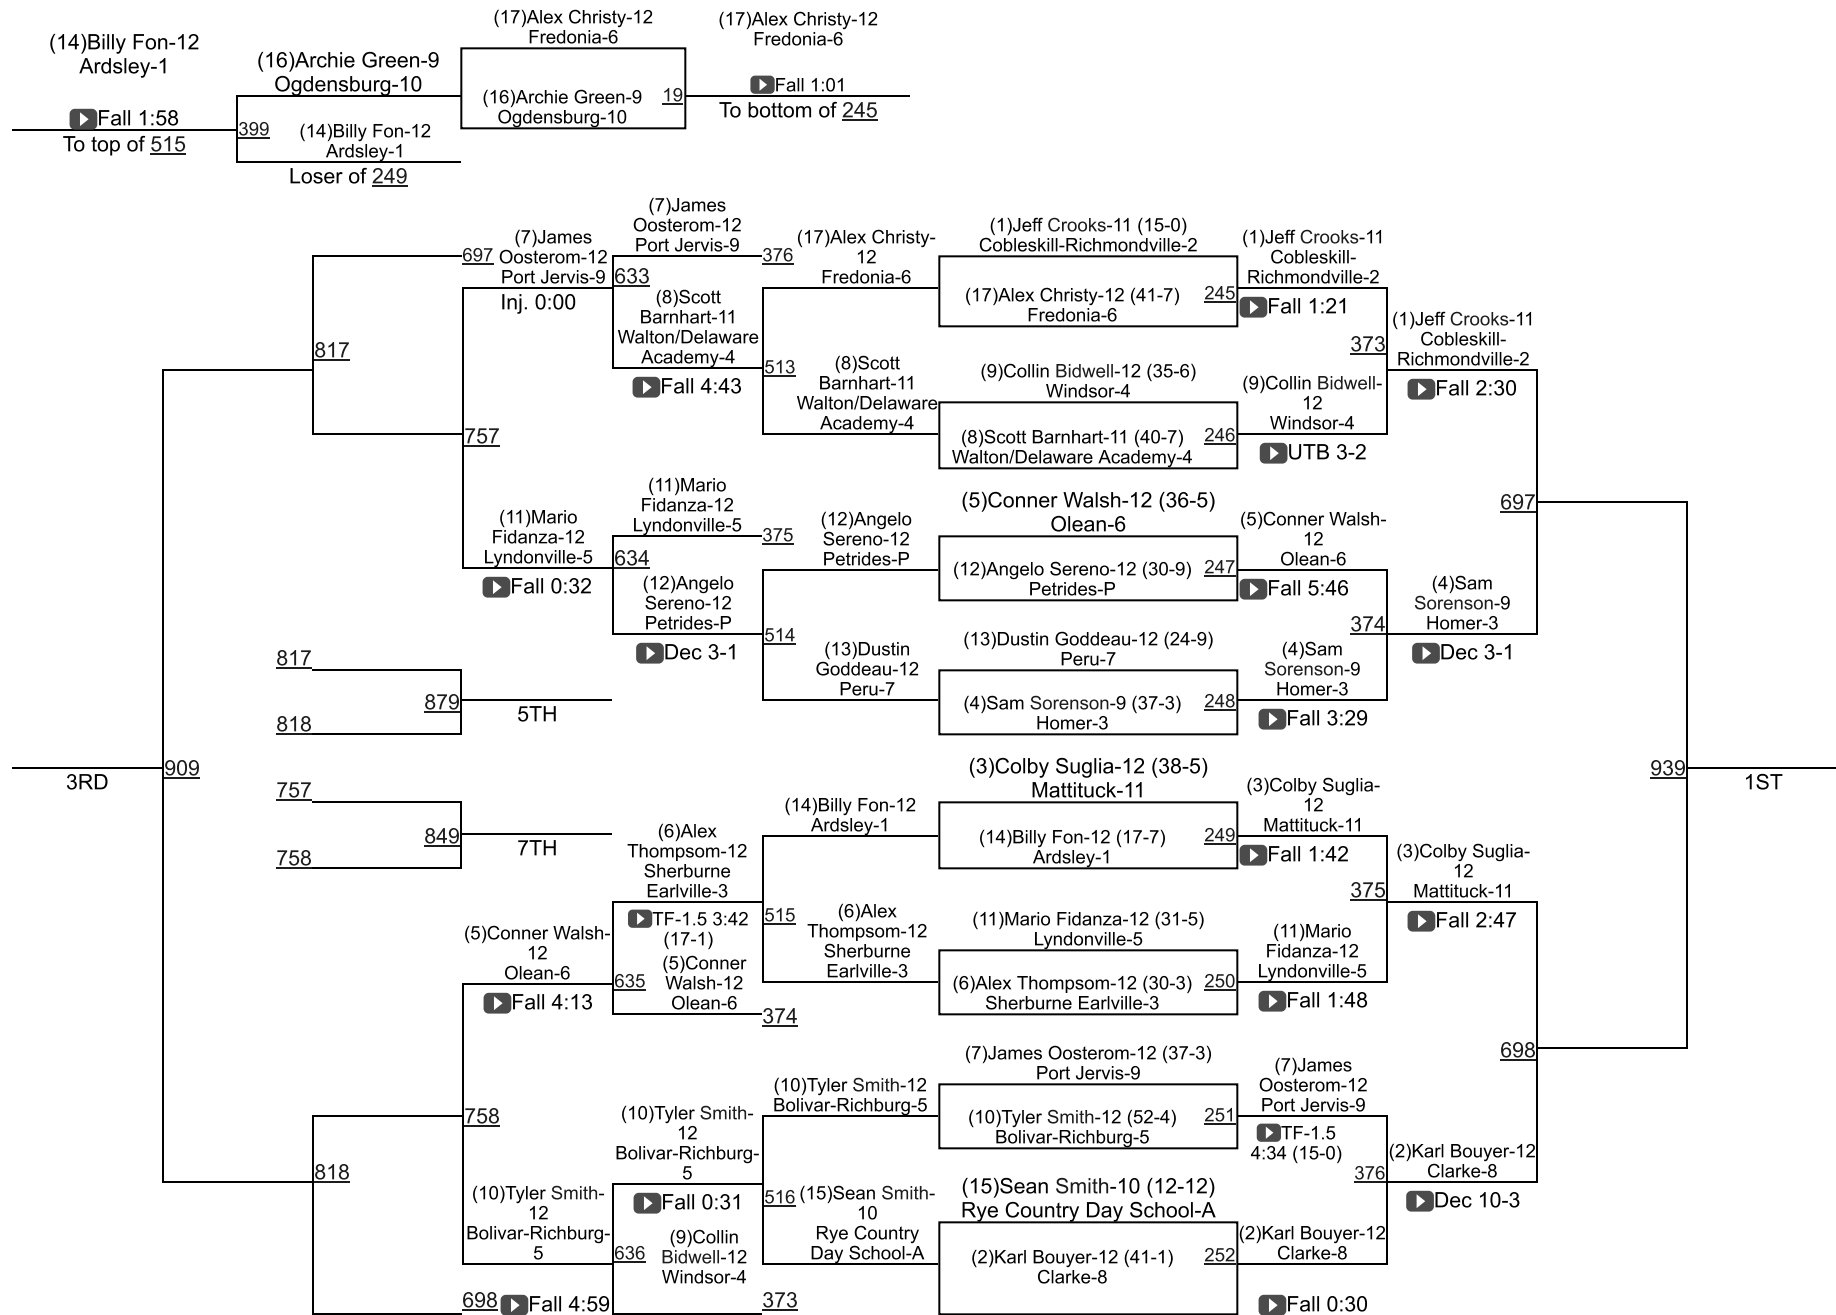 (14)Billy Fon-12
Ardsley-1
Fall 1:58
To top of 515
(16)Archie Green-9
Ogdensburg-10
399
(14)Billy Fon-12
Ardsley-1
Loser of 249
(17)Alex Christy-12
Fredonia-6
(16)Archie Green-9
Ogdensburg-10
19
(17)Alex Christy-12
Fredonia-6
Fall 1:01
To bottom of 245
3RD
909
817
818
817
818
879
5TH
757
758
849
7TH
697
757
758
698
(7)James
Oosterom-12
Port Jervis-9
Inj. 0:00
(11)Mario
Fidanza-12
Lyndonville-5
Fall 0:32
(5)Conner Walsh-
12
Olean-6
Fall 4:13
(10)Tyler Smith-
12
Bolivar-Richburg-
5
Fall 4:59
(7)James
Oosterom-12
Port Jervis-9
633
(8)Scott
Barnhart-11
Walton/Delaware
Academy-4
Fall 4:43
(11)Mario
Fidanza-12
Lyndonville-5
634
(12)Angelo
Sereno-12
Petrides-P
Dec 3-1
(6)Alex
Thompsom-12
Sherburne
Earlville-3
TF-1.5 3:42
(17-1)
(5)Conner
Walsh-12
Olean-6
635
(10)Tyler Smith-
12
Bolivar-Richburg-
5
Fall 0:31
636
(9)Collin
Bidwell-12
Windsor-4
376
513
375
514
515
374
516
373
(17)Alex Christy-
12
Fredonia-6
(8)Scott
Barnhart-11
Walton/Delaware
Academy-4
(12)Angelo
Sereno-12
Petrides-P
(13)Dustin
Goddeau-12
Peru-7
(14)Billy Fon-12
Ardsley-1
(6)Alex
Thompsom-12
Sherburne
Earlville-3
(10)Tyler Smith-12
Bolivar-Richburg-5
(15)Sean Smith-
10
Rye Country
Day School-A
(1)Jeff Crooks-11 (15-0)
Cobleskill-Richmondville-2
(17)Alex Christy-12 (41-7)
Fredonia-6
245
(9)Collin Bidwell-12 (35-6)
Windsor-4
(8)Scott Barnhart-11 (40-7)
Walton/Delaware Academy-4
246
(5)Conner Walsh-12 (36-5)
Olean-6
(12)Angelo Sereno-12 (30-9)
Petrides-P
247
(13)Dustin Goddeau-12 (24-9)
Peru-7
(4)Sam Sorenson-9 (37-3)
Homer-3
248
(3)Colby Suglia-12 (38-5)
Mattituck-11
(14)Billy Fon-12 (17-7)
Ardsley-1
249
(11)Mario Fidanza-12 (31-5)
Lyndonville-5
(6)Alex Thompsom-12 (30-3)
Sherburne Earlville-3
250
(7)James Oosterom-12 (37-3)
Port Jervis-9
(10)Tyler Smith-12 (52-4)
Bolivar-Richburg-5
251
(15)Sean Smith-10 (12-12)
Rye Country Day School-A
(2)Karl Bouyer-12 (41-1)
Clarke-8
252
(1)Jeff Crooks-11
Cobleskill-
Richmondville-2
Fall 1:21
373
(9)Collin Bidwell-
12
Windsor-4
UTB 3-2
(5)Conner Walsh-
12
Olean-6
Fall 5:46
374
(4)Sam
Sorenson-9
Homer-3
Fall 3:29
(3)Colby Suglia-
12
Mattituck-11
Fall 1:42
375
(11)Mario
Fidanza-12
Lyndonville-5
Fall 1:48
(7)James
Oosterom-12
Port Jervis-9
TF-1.5
4:34 (15-0)
376
(2)Karl Bouyer-12
Clarke-8
Fall 0:30
(1)Jeff Crooks-11
Cobleskill-
Richmondville-2
Fall 2:30
697
(4)Sam
Sorenson-9
Homer-3
Dec 3-1
(3)Colby Suglia-
12
Mattituck-11
Fall 2:47
698
(2)Karl Bouyer-12
Clarke-8
Dec 10-3
939
1ST